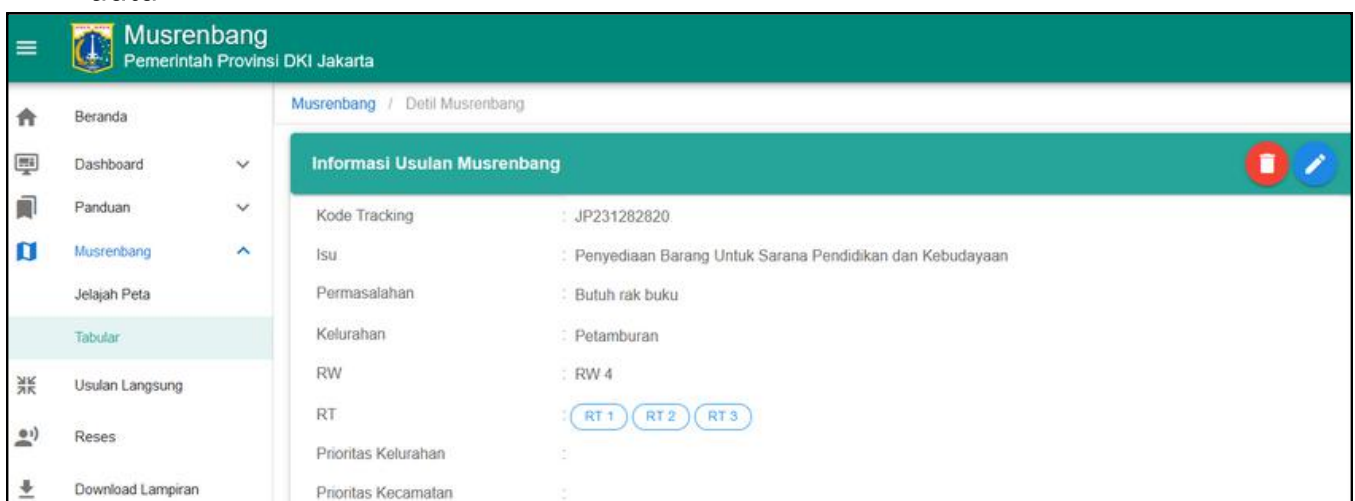 Musrenbang
Pemerintah Provinsi DKI Jakarta
Beranda
Dashboard
Panduan
Musrenbang
Jelajah Peta
Tabular
Usulan Langsung
Reses
Download Lampiran
Musrenbang / Detil Musrenbang
Informasi Usulan Musrenbang
Kode Tracking : JP231282820
Isu : Penyediaan Barang Untuk Sarana Pendidikan dan Kebudayaan
Permasalahan : Butuh rak buku
Kelurahan : Petamburan
RW : RW 4
RT : RT 1 RT 2 RT 3
Prioritas Kelurahan :
Prioritas Kecamatan :